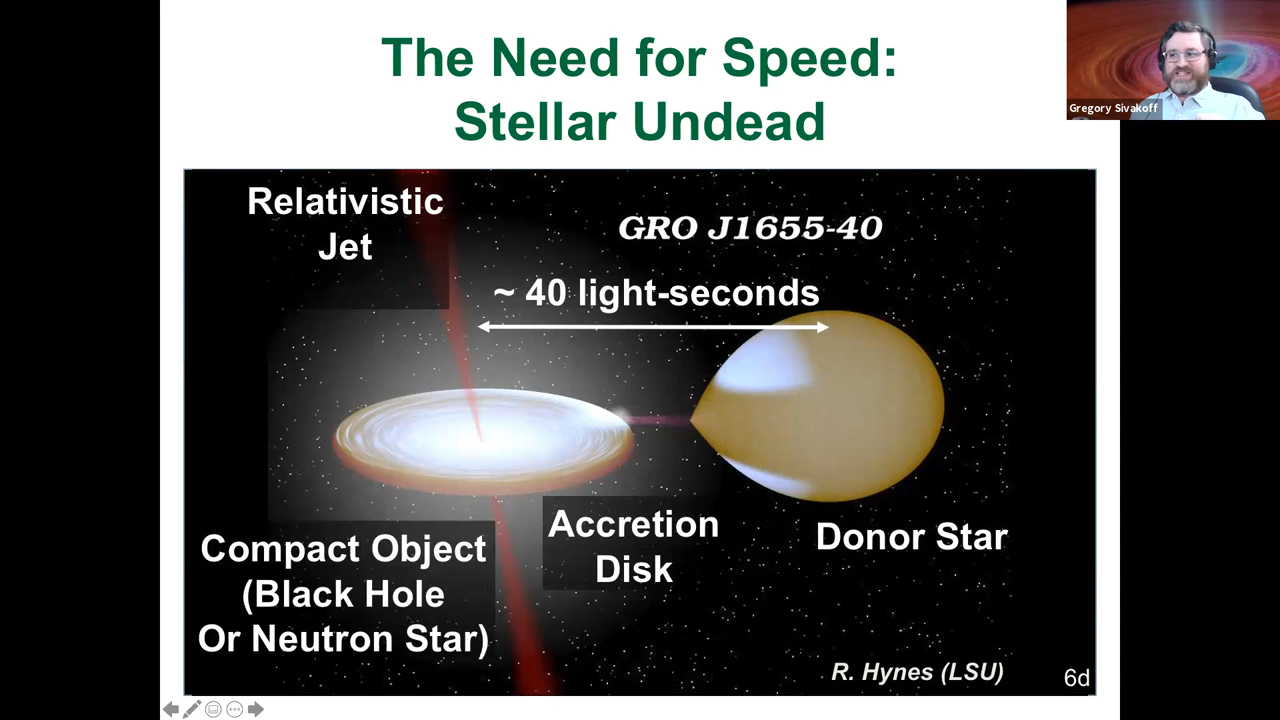 The Need for Speed:
Stellar Undead
Gregory Sivakoff
Relativistic
Jet
GRO J1655-40
~ 40 light-seconds
Accretion
Disk
Donor Star
Compact Object
(Black Hole
Or Neutron Star)
R. Hynes (LSU)
6d